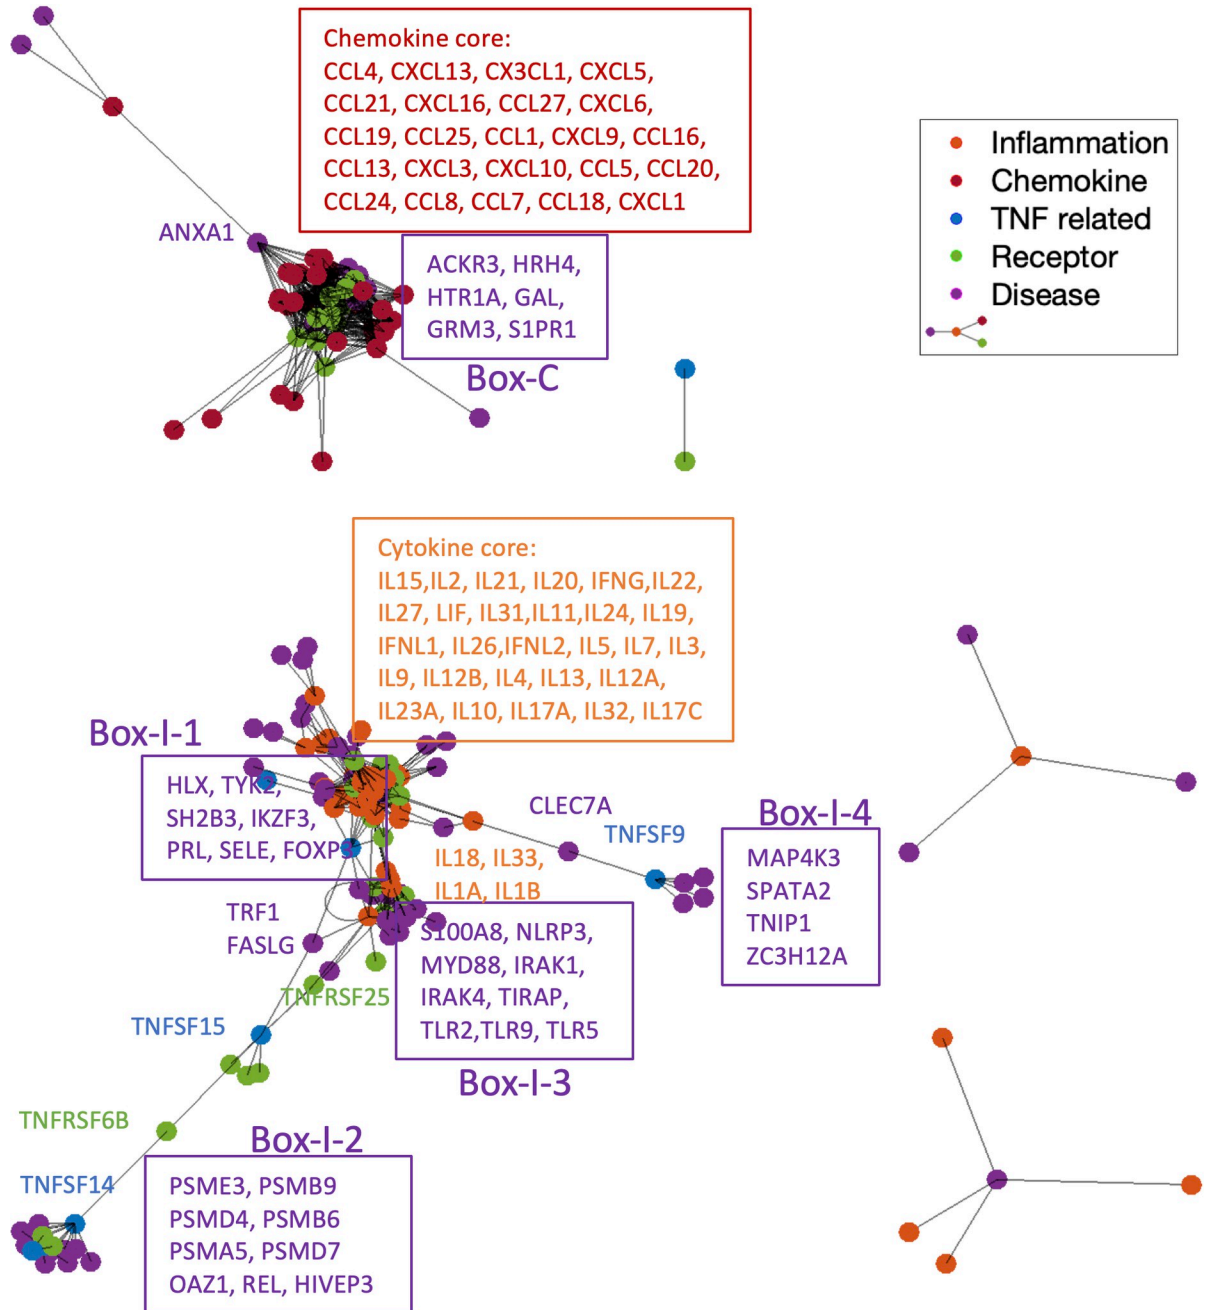 Chemokine core:
CCL4, CXCL13, CX3CL1, CXCL5,
CCL21, CXCL16, CCL27, CXCL6,
CCL19, CCL25, CCL1, CXCL9, CCL16,
CCL13, CXCL3, CXCL10, CCL5, CCL20,
CCL24, CCL8, CCL7, CCL18, CXCL1
Inflammation
Chemokine
TNF related
Receptor
Disease
ANXA1
ACKR3, HRH4,
HTR1A, GAL,
GRM3, S1PR1
Box-C
Cytokine core:
IL15,IL2, IL21, IL20, IFNG,IL22,
IL27, LIF, IL31,IL11,IL24, IL19,
IFNL1, IL26,IFNL2, IL5, IL7, IL3,
IL9, IL12B, IL4, IL13, IL12A,
IL23A, IL10, IL17A, IL32, IL17C
Box-I-1
HLX, TYK2,
SH2B3, IKZF3,
PRL, SELE, FOXP3
CLEC7A
TNFSF9
Box-I-4
MAP4K3
SPATA2
TNIP1
ZC3H12A
IL18, IL33,
IL1A, IL1B
TRF1
FASLG
S100A8, NLRP3,
MYD88, IRAK1,
IRAK4, TIRAP,
TLR2,TLR9, TLR5
Box-I-3
TNFRSF25
TNFSF15
TNFRSF6B
Box-I-2
TNFSF14
PSME3, PSMB9
PSMD4, PSMB6
PSMA5, PSMD7
OAZ1, REL, HIVEP3